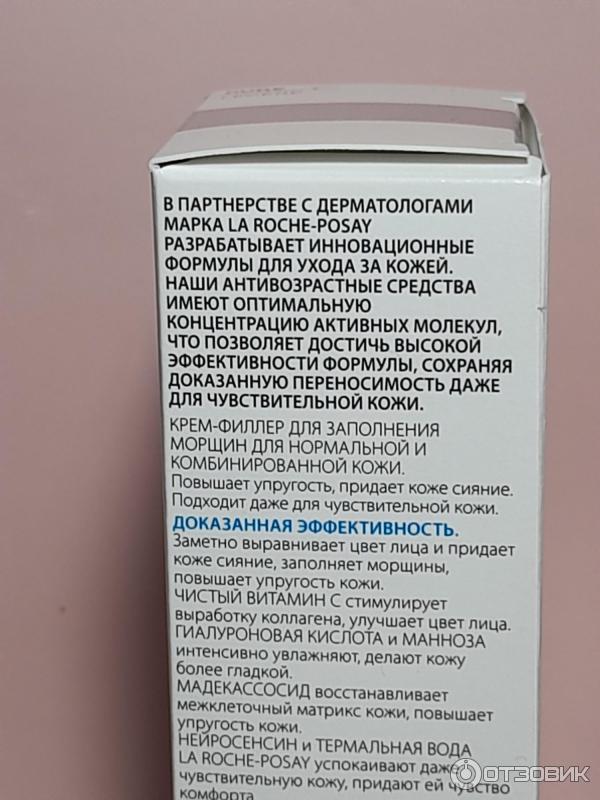 В ПАРТНЕРСТВЕ С ДЕРМАТОЛОГАМИ
МАРКА LA ROCHE-POSAY
РАЗРАБАТЫВАЕТ ИННОВАЦИОННЫЕ
ФОРМУЛЫ ДЛЯ УХОДА ЗА КОЖЕЙ.
НАШИ АНТИВОЗРАСТНЫЕ СРЕДСТВА
ИМЕЮТ ОПТИМАЛЬНУЮ
КОНЦЕНТРАЦИЮ АКТИВНЫХ МОЛЕКУЛ,
ЧТО ПОЗВОЛЯЕТ ДОСТИЧЬ ВЫСОКОЙ
ЭФФЕКТИВНОСТИ ФОРМУЛЫ, СОХРАНЯЯ
ДОКАЗАННУЮ ПЕРЕНОСИМОСТЬ ДАЖЕ
ДЛЯ ЧУВСТВИТЕЛЬНОЙ КОЖИ.
КРЕМ-ФИЛЛЕР ДЛЯ ЗАПОЛНЕНИЯ
МОРЩИН ДЛЯ НОРМАЛЬНОЙ И
КОМБИНИРОВАННОЙ КОЖИ.
Повышает упругость, придает коже сияние.
Подходит даже для чувствительной кожи.
ДОКАЗАННАЯ ЭФФЕКТИВНОСТЬ.
Заметно выравнивает цвет лица и придает
коже сияние, заполняет морщины,
повышает упругость кожи.
ЧИСТЫЙ ВИТАМИН С стимулирует
выработку коллагена, улучшает цвет лица.
ГИАЛУРОНОВАЯ КИСЛОТА и МАННОЗА
интенсивно увлажняют, делают кожу
более гладкой.
МАДЕКАССОСИД восстанавливает
межклеточный матрикс кожи, повышает
упругость кожи.
НЕЙРОСЕНСИН и ТЕРМАЛЬНАЯ ВОДА
LA ROCHE-POSAY успокаивают даже
чувствительную кожу, придают ей чувство
комфорта
ОТЗОВИК